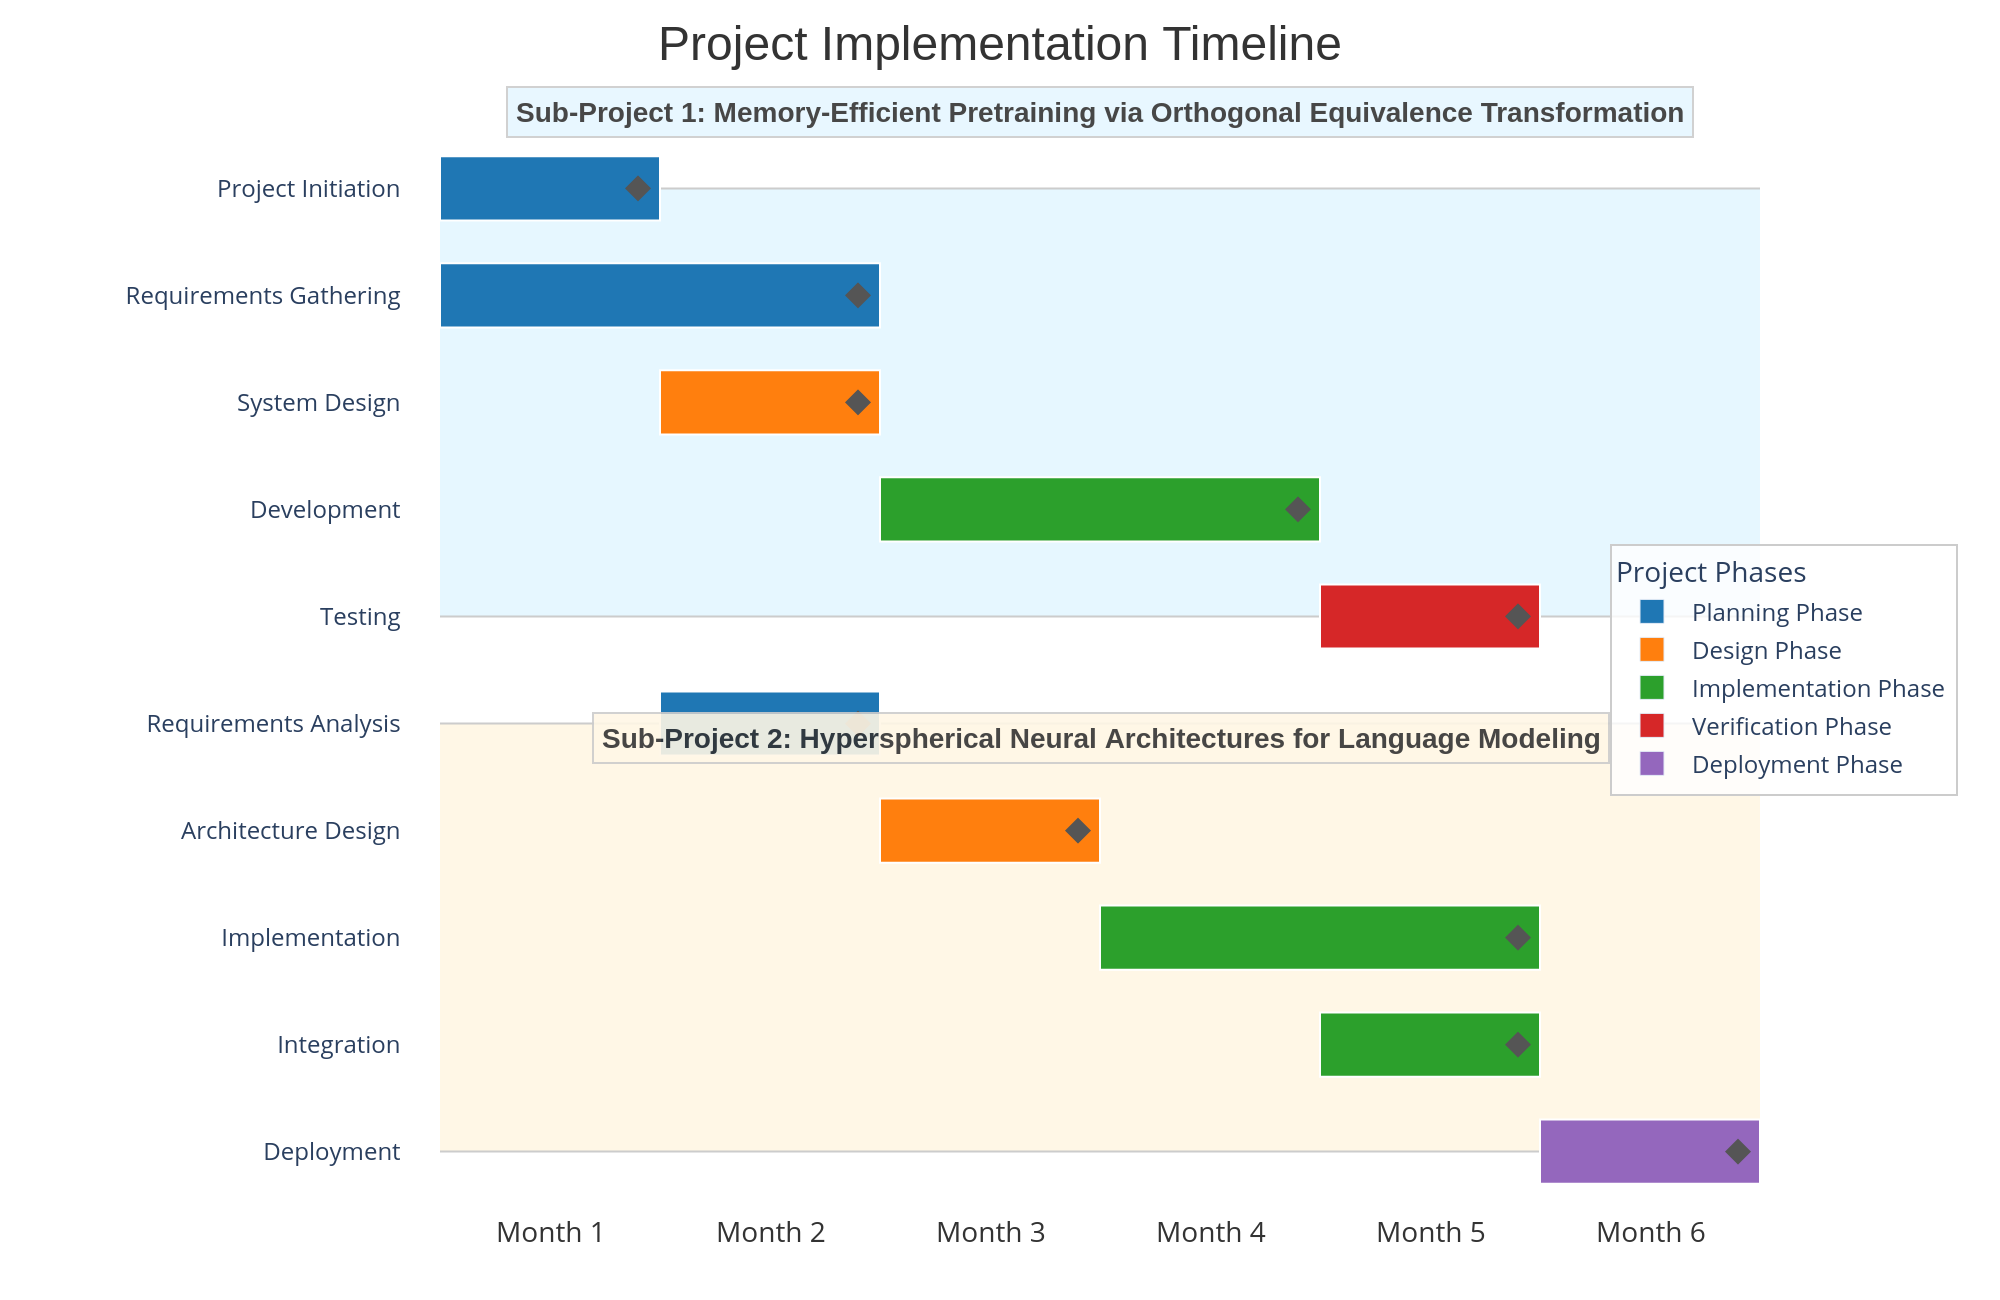 Project Implementation Timeline
Sub-Project 1: Memory-Efficient Pretraining via Orthogonal Equivalence Transformation
Project Initiation
Requirements Gathering
System Design
Development
Testing
Project Phases
Planning Phase
Design Phase
Implementation Phase
Verification Phase
Deployment Phase
Requirements Analysis
Sub-Project 2: Hyperspherical Neural Architectures for Language Modeling
Architecture Design
Implementation
Integration
Deployment
Month 1
Month 2
Month 3
Month 4
Month 5
Month 6